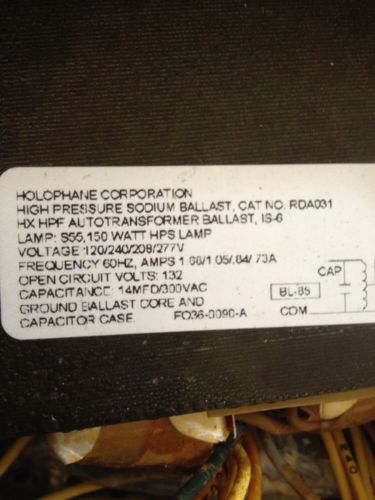 HOLOPHANE CORPORATION
HIGH PRESSURE SODIUM BALLAST, CAT NO. RDA031
HX HPF AUTOTRANSFORMER BALLAST, IS-6
LAMP: S55, 150 WATT HPS LAMP
VOLTAGE 120/240/208/277V
FREQUENCY 60HZ, AMPS 1.68/1.05/.84/.73A
OPEN CIRCUIT VOLTS: 132
CAPACITANCE: 14MFD/300VAC
GROUND BALLAST CORE AND
CAPACITOR CASE. FO36-0090-A
CAP
BL-85
COM